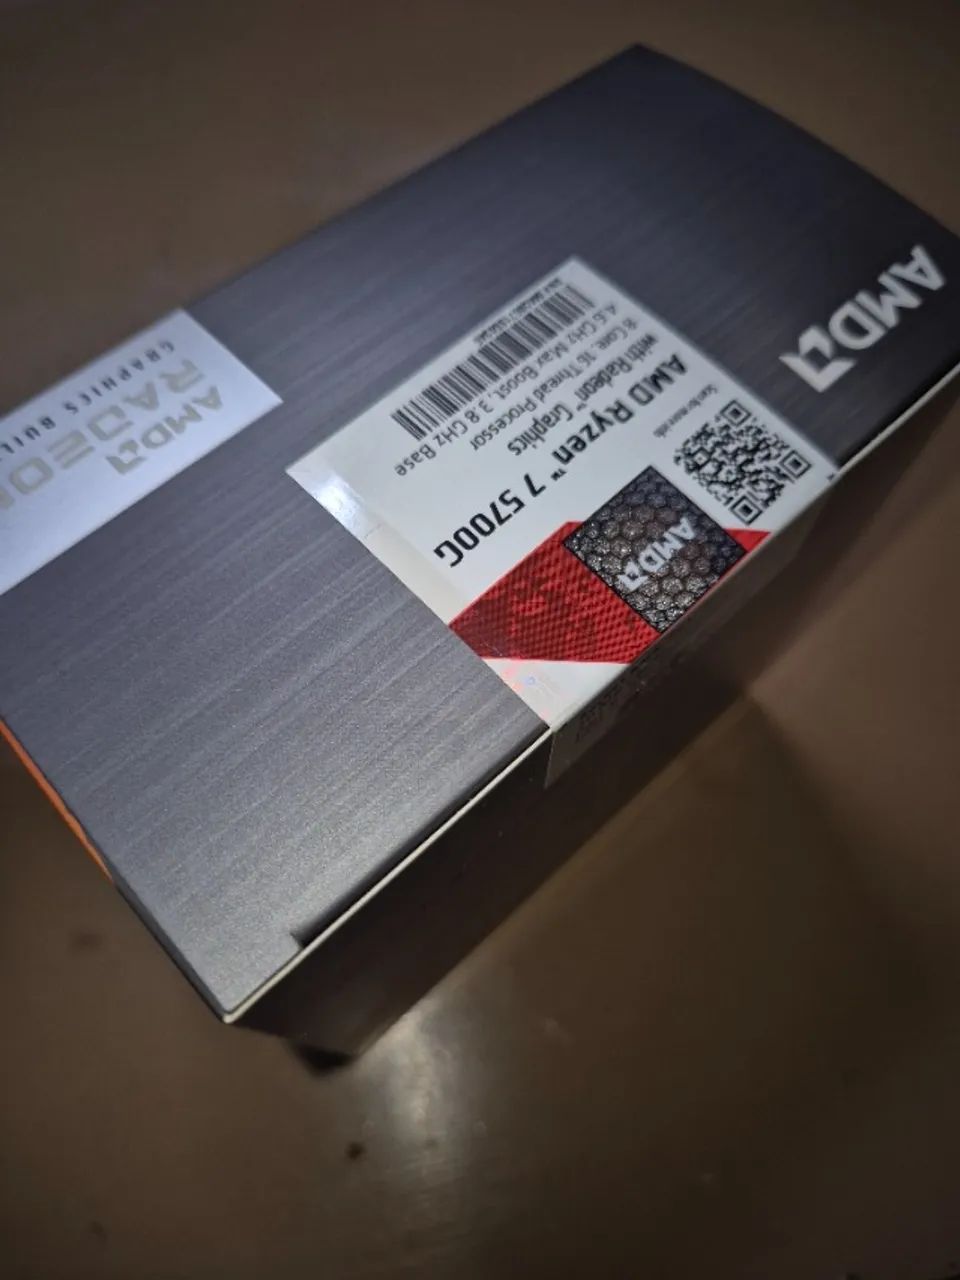 AMD
AMD Ryzen™ 7 5700G
with Radeon™ Graphics
8 Core, 16 Thread Processor
4.6 GHz Max Boost, 3.8 GHz Base
AMD
AMD
RADEON
GRAPHICS